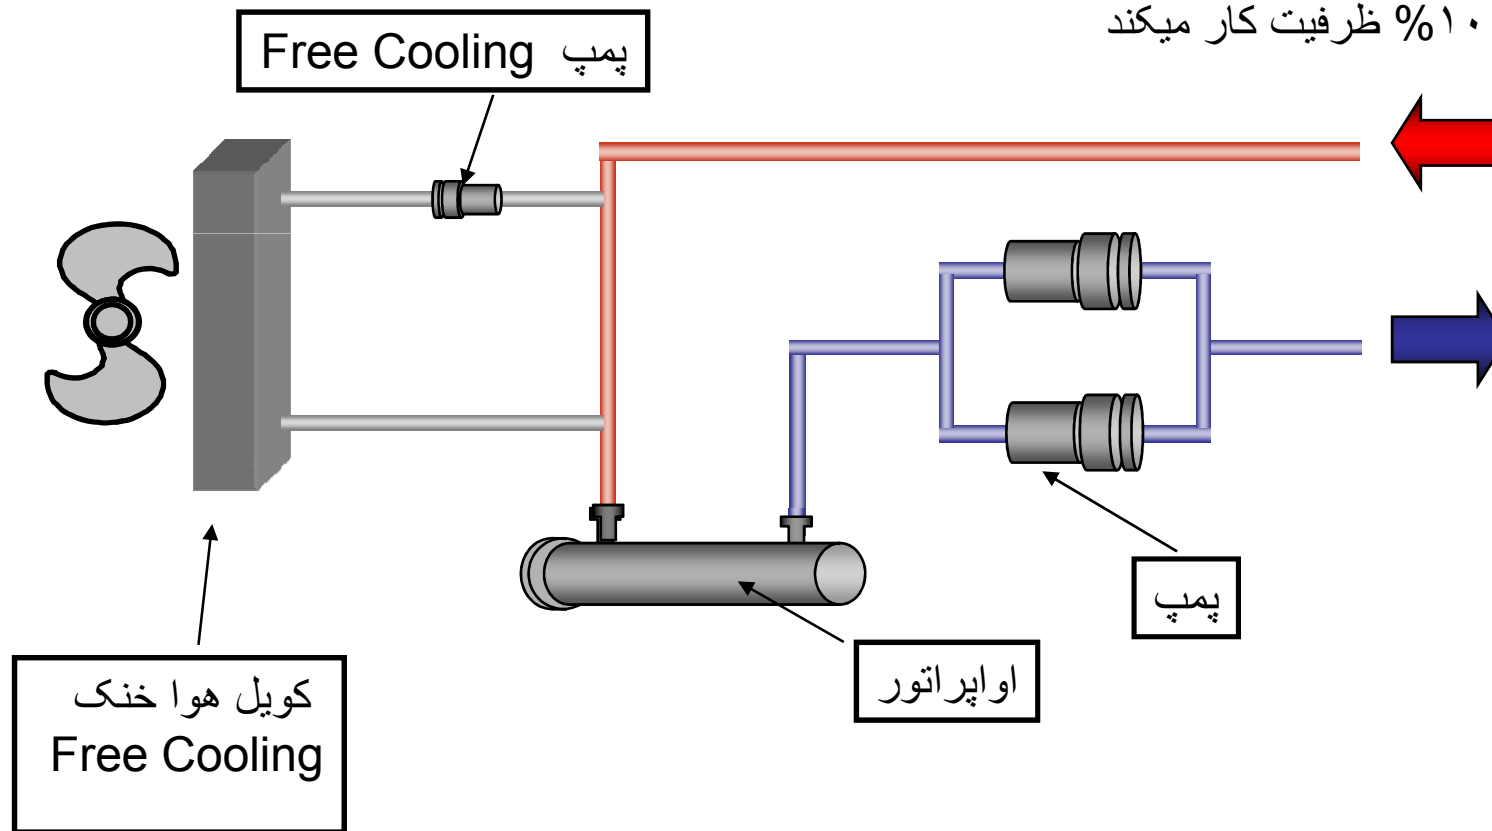 ۱۰% ظرفیت کار میکند
پمپ Free Cooling
پمپ
اواپراتور
کویل هوا خنک
Free Cooling